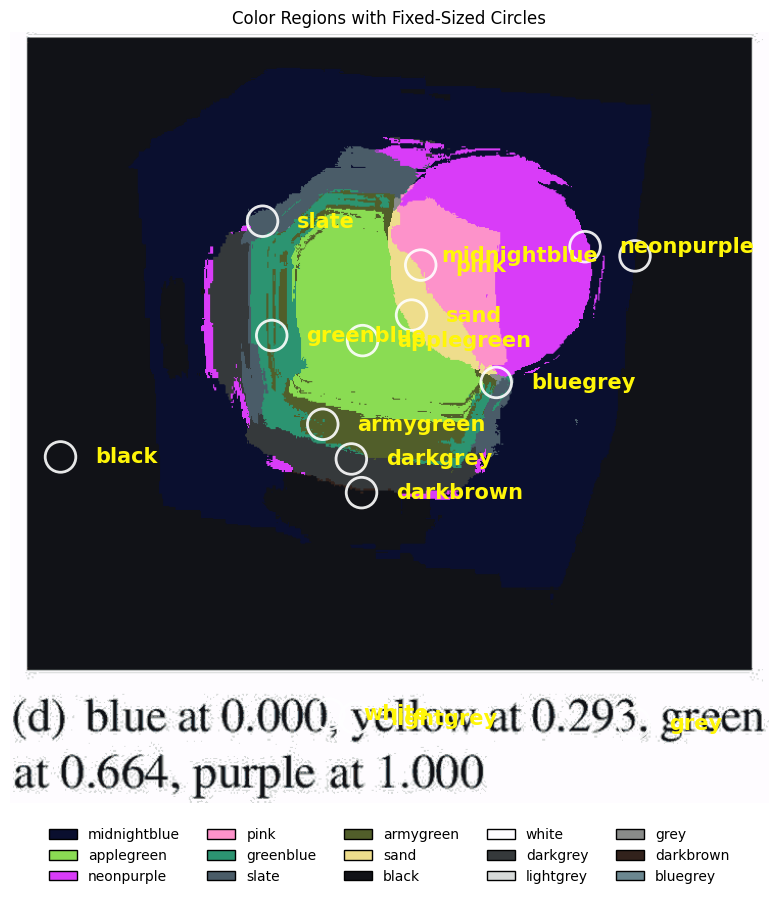 Color Regions with Fixed-Sized Circles
slate
neonpurple
midnightblue
pink
sand
greenblue
applegreen
bluegrey
armygreen
black
darkgrey
darkbrown
white
lightgrey
grey
(d) blue at 0.000, yellow at 0.293. green
at 0.664, purple at 1.000
midnightblue pink armygreen white grey
applegreen greenblue sand darkgrey darkbrown
neonpurple slate black lightgrey bluegrey